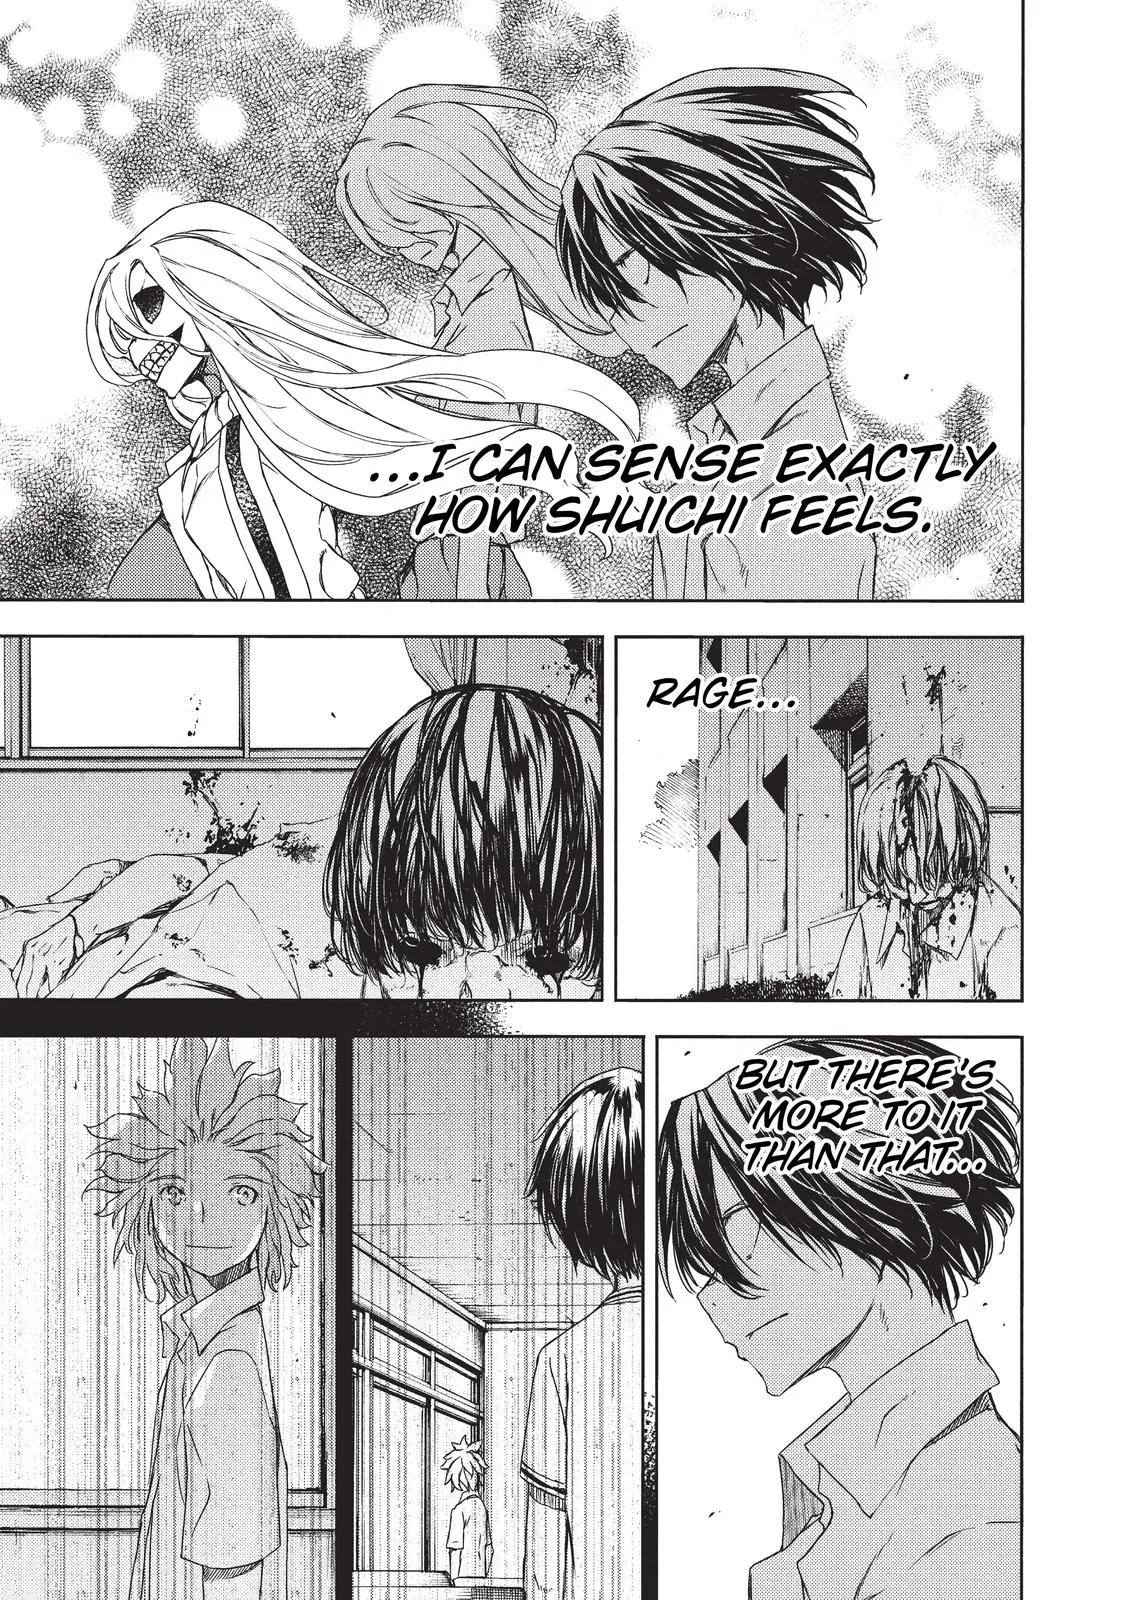 ...I CAN SENSE EXACTLY
HOW SHUICHI FEELS.
RAGE...
BUT THERE'S
MORE TO IT
THAN THAT...